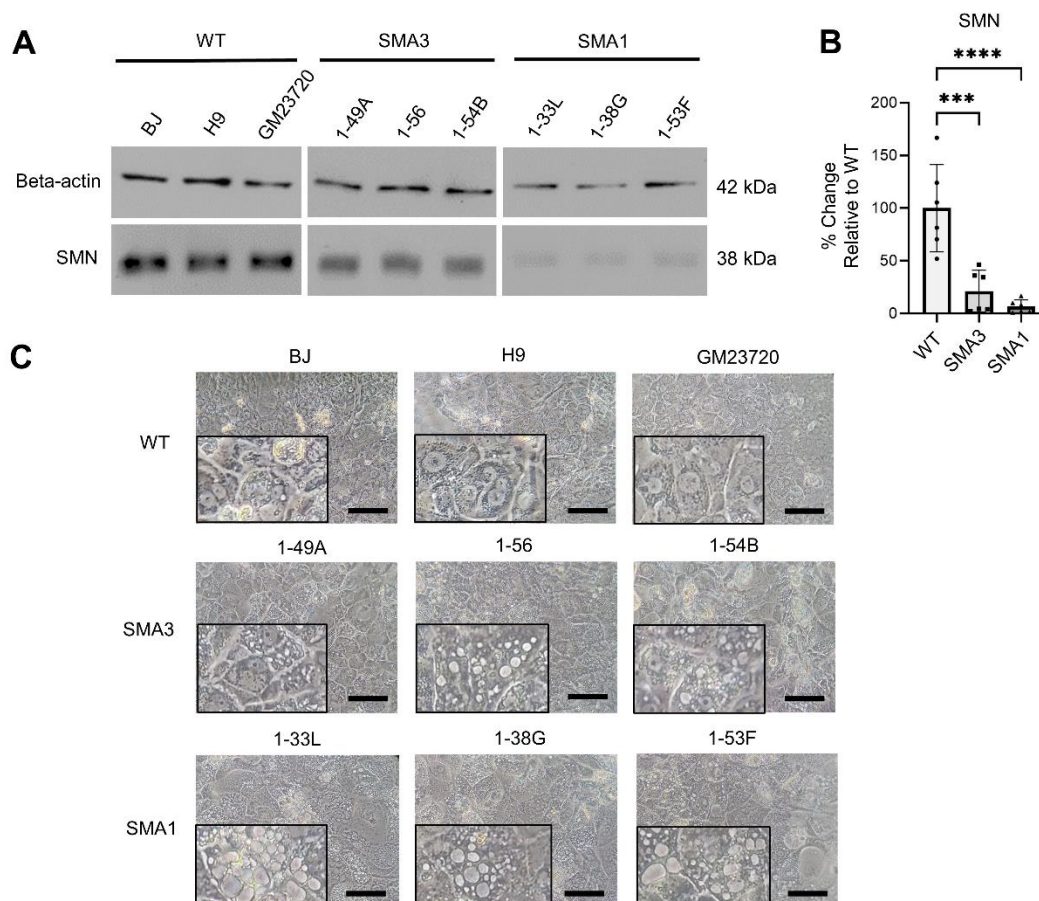 A
WT
SMA3
SMA1
BJ
H9
GM23720
1-49A
1-56
1-54B
1-33L
1-38G
1-53F
Beta-actin
42 kDa
SMN
38 kDa
B
SMN
****
***
% Change
Relative to WT
200
150
100
50
0
WT
SMA3
SMA1
C
BJ
H9
GM23720
WT
1-49A
1-56
1-54B
SMA3
1-33L
1-38G
1-53F
SMA1